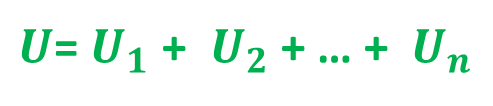 U= U₁ + U₂ + ... + Uₙ